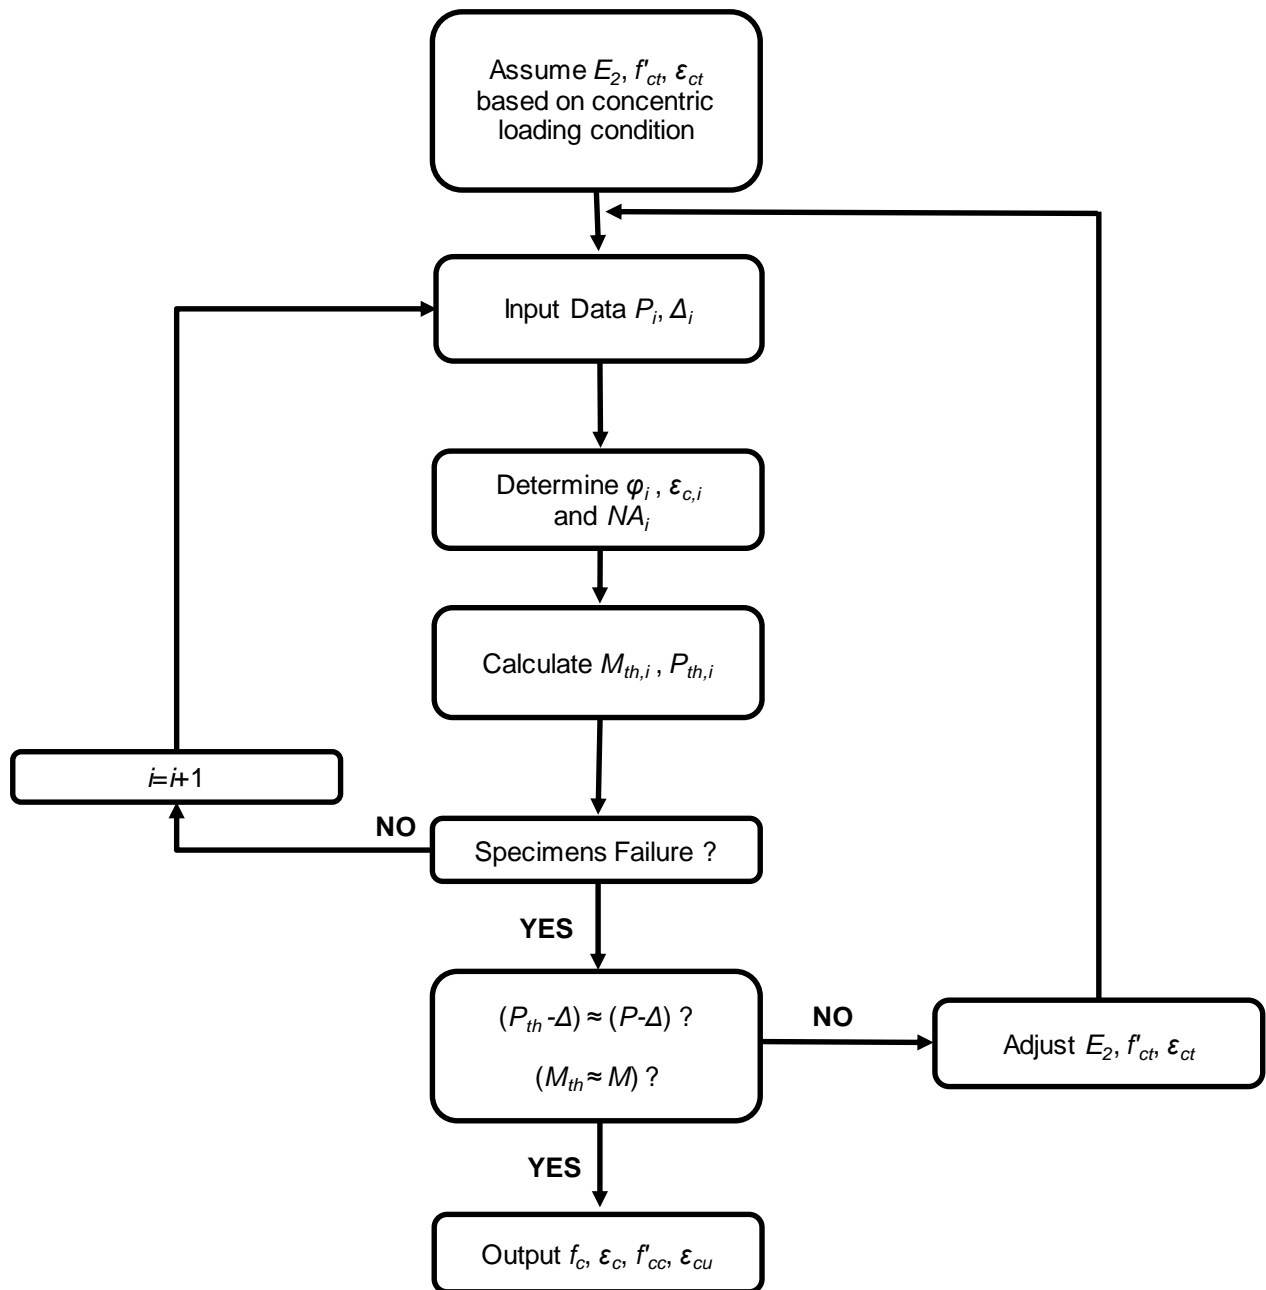 Assume E₂, f'ct, εct
based on concentric
loading condition
Input Data Pᵢ, Δᵢ
Determine φᵢ , εc,i
and NAᵢ
Calculate Mth,i , Pth,i
i=i+1
NO
Specimens Failure ?
YES
(Pth -Δ) ≈ (P-Δ) ?
NO
Adjust E₂, f'ct, εct
(Mth ≈ M) ?
YES
Output fc, εc, f'cc, εcu